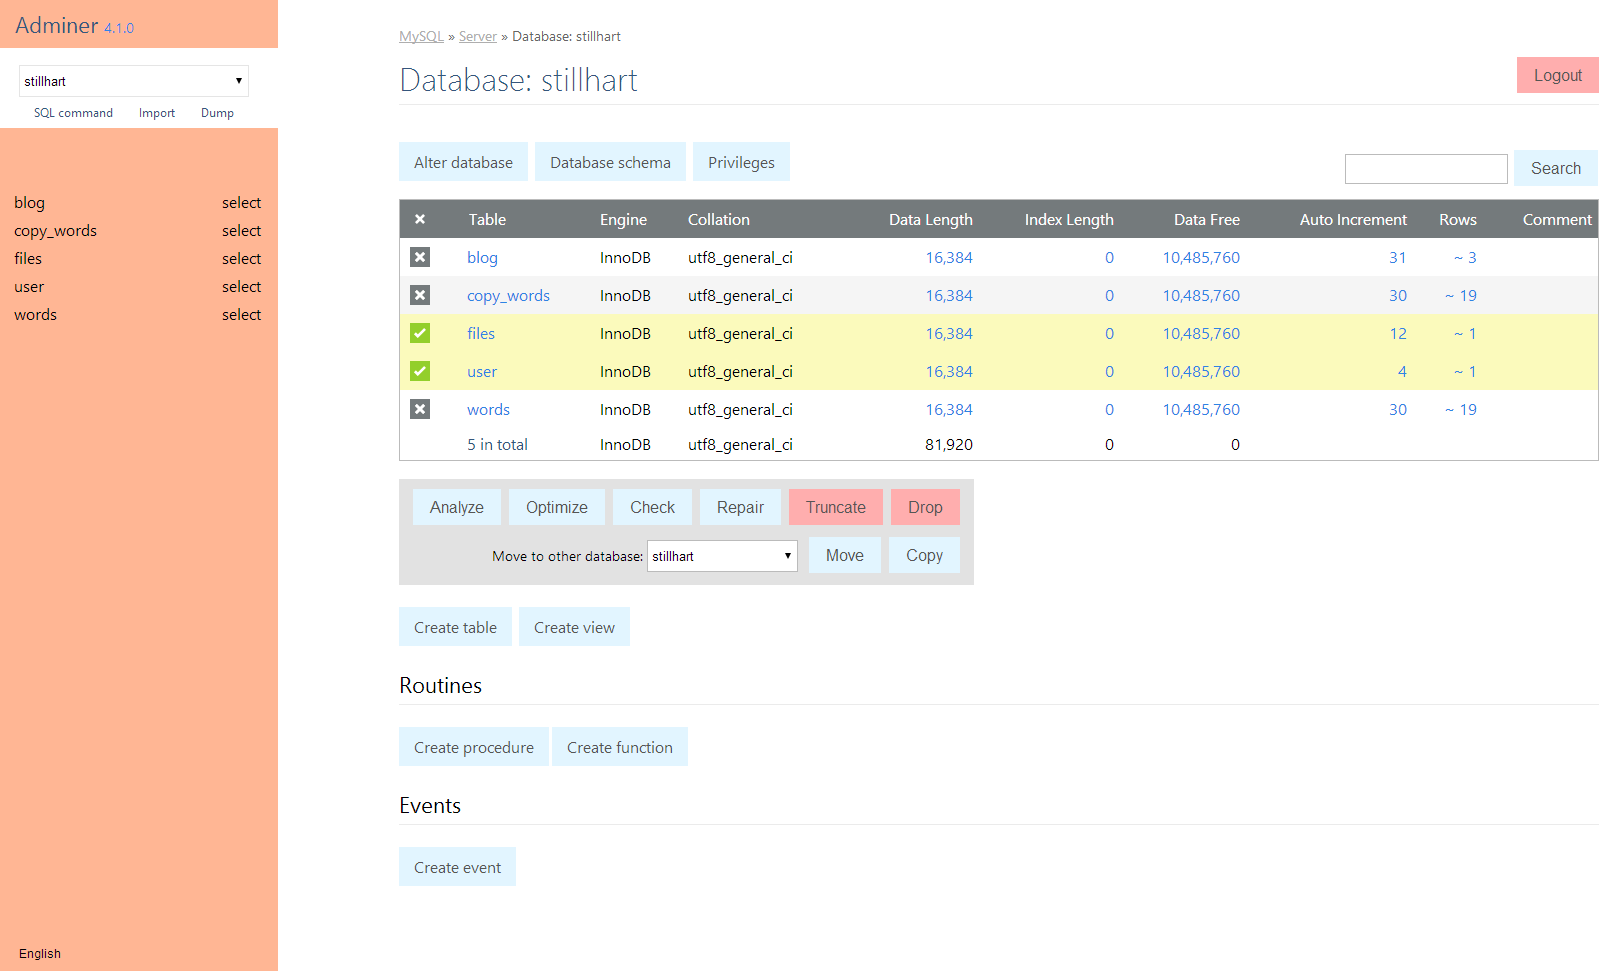 Adminer 4.1.0
stillhart
SQL command Import Dump
blog select
copy_words select
files select
user select
words select
English
MySQL » Server » Database: stillhart
Database: stillhart
Logout
Alter database Database schema Privileges
Search
Table Engine Collation Data Length Index Length Data Free Auto Increment Rows Comment
blog InnoDB utf8_general_ci 16,384 0 10,485,760 31 ~ 3
copy_words InnoDB utf8_general_ci 16,384 0 10,485,760 30 ~ 19
files InnoDB utf8_general_ci 16,384 0 10,485,760 12 ~ 1
user InnoDB utf8_general_ci 16,384 0 10,485,760 4 ~ 1
words InnoDB utf8_general_ci 16,384 0 10,485,760 30 ~ 19
5 in total InnoDB utf8_general_ci 81,920 0 0
Analyze Optimize Check Repair Truncate Drop
Move to other database: stillhart Move Copy
Create table Create view
Routines
Create procedure Create function
Events
Create event